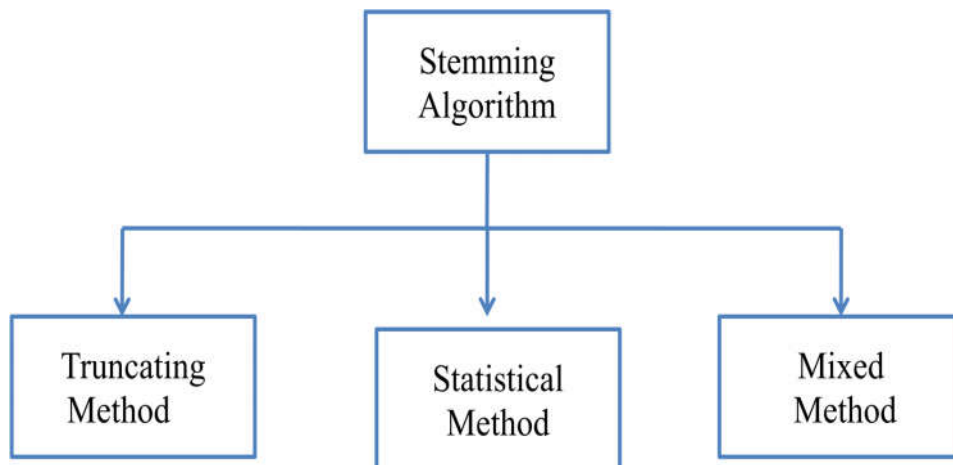 Stemming
Algorithm
Truncating
Method
Statistical
Method
Mixed
Method